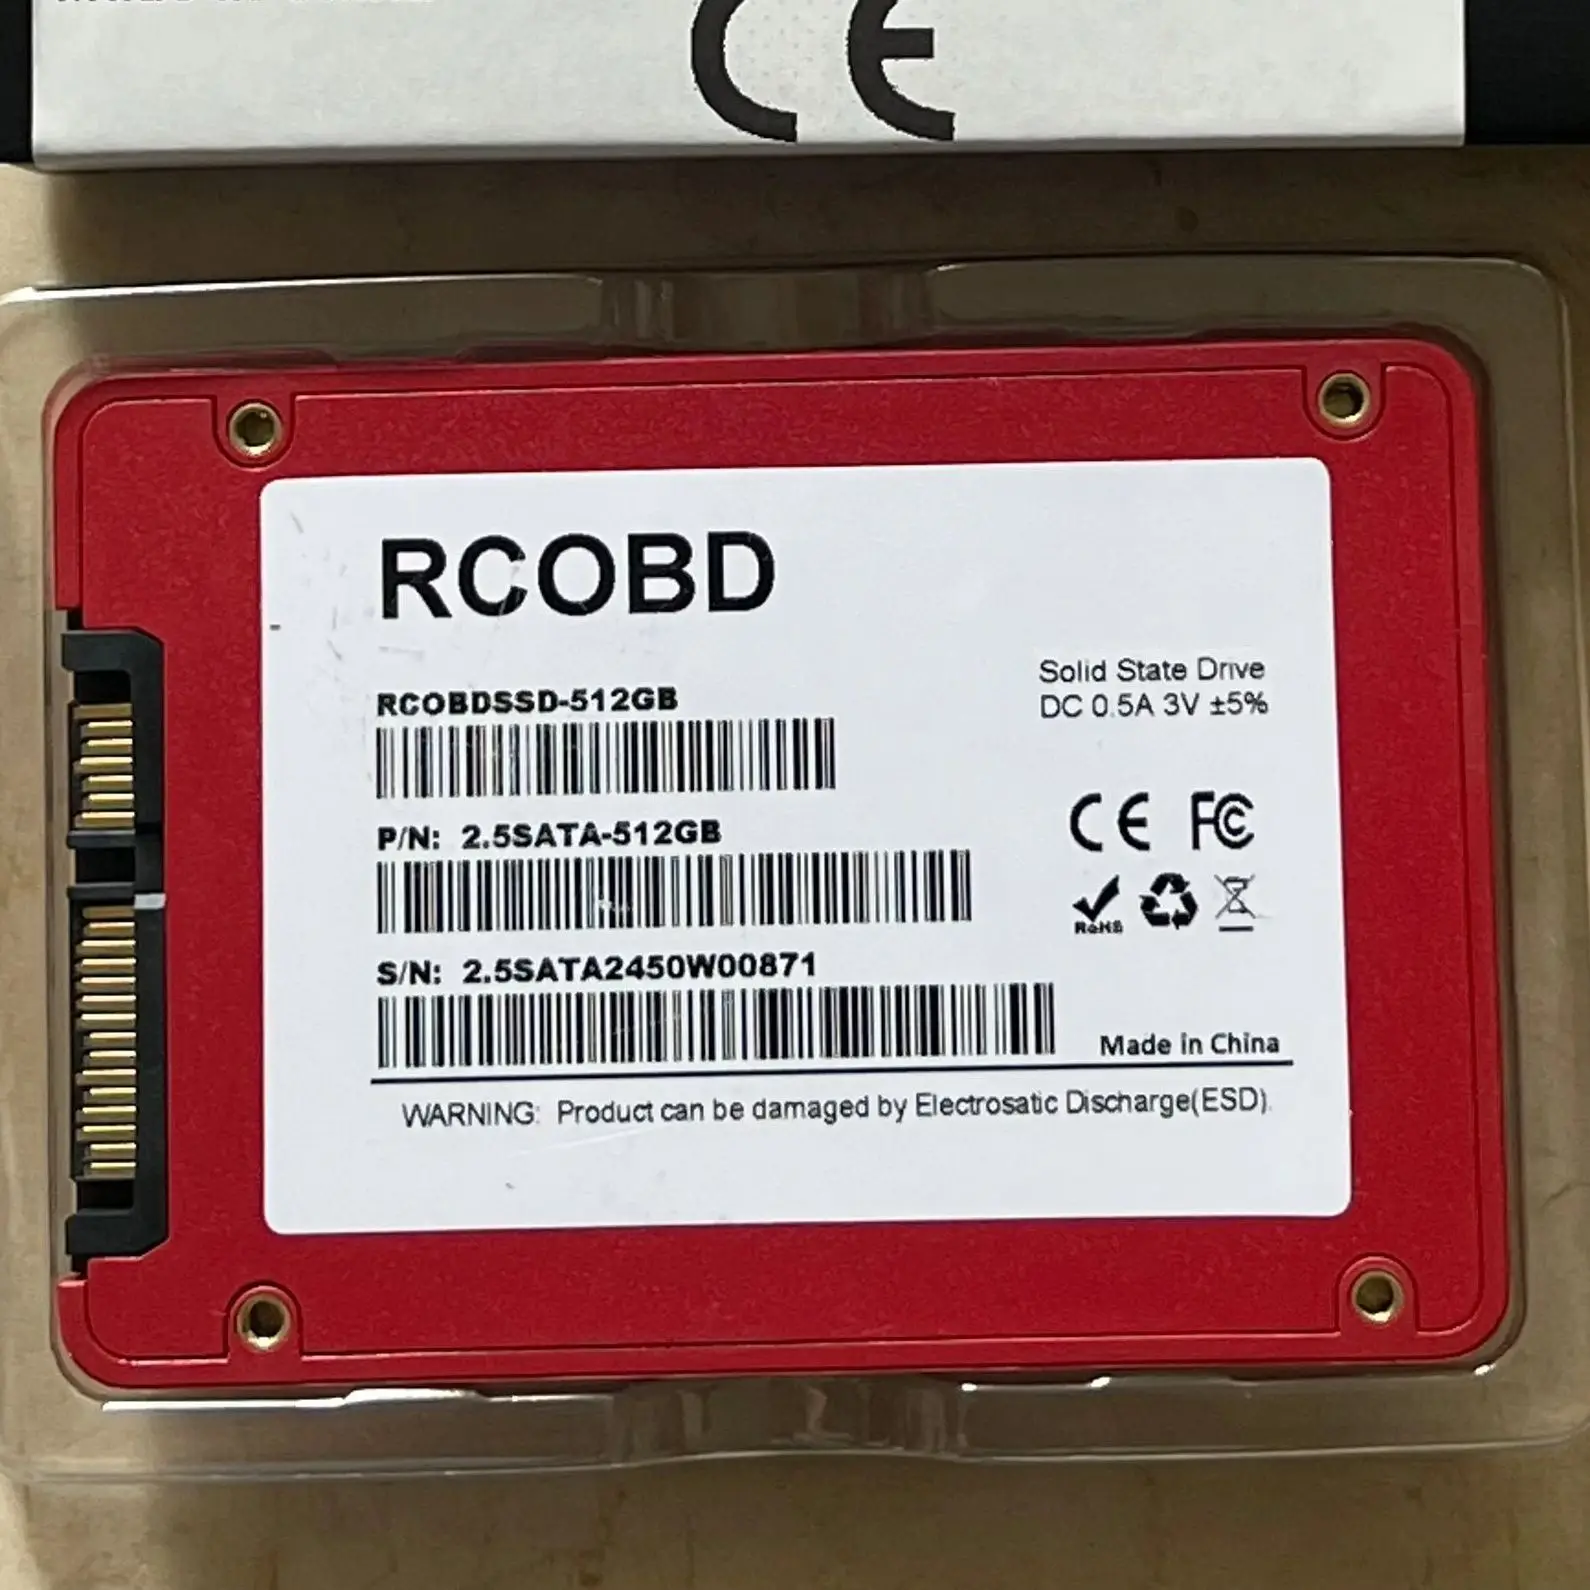 CE
RCOBD
RCOBDSSD-512GB
Solid State Drive
DC 0.5A 3V ±5%
P/N: 2.5SATA-512GB
CE FC
RoHS
S/N: 2.5SATA2450W00871
Made in China
WARNING: Product can be damaged by Electrosatic Discharge(ESD).